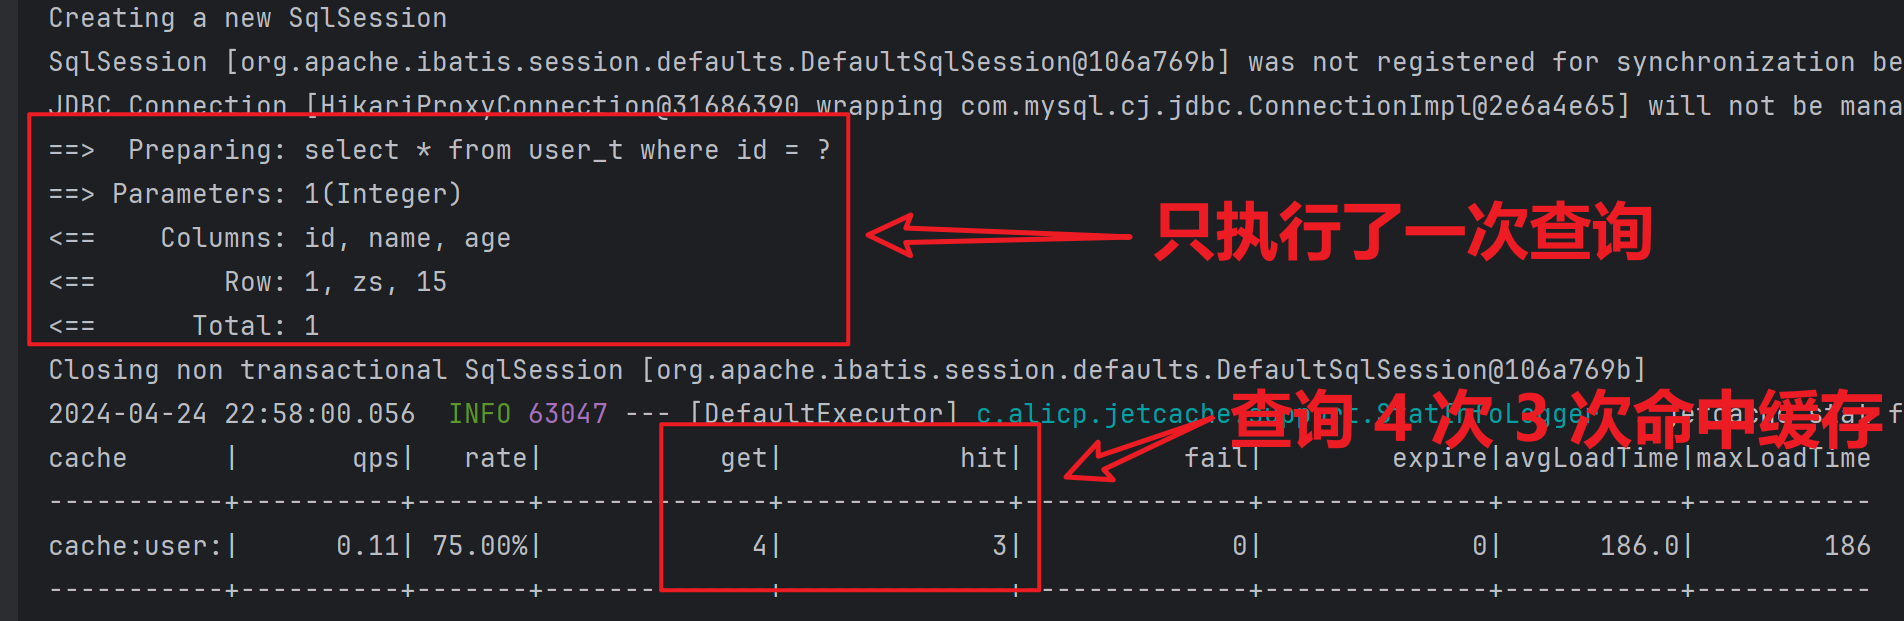 Creating a new SqlSession
SqlSession [org.apache.ibatis.session.defaults.DefaultSqlSession@106a769b] was not registered for synchronization be
JDBC Connection [HikariProxyConnection@31686390 wrapping com.mysql.cj.jdbc.ConnectionImpl@2e6a4e65] will not be mana
==>  Preparing: select * from user_t where id = ?
==> Parameters: 1(Integer)
只执行了一次查询
<==    Columns: id, name, age
<==        Row: 1, zs, 15
<==      Total: 1
Closing non transactional SqlSession [org.apache.ibatis.session.defaults.DefaultSqlSession@106a769b]
2024-04-24 22:58:00.056  INFO 63047 --- [DefaultExecutor] c.alicp.jetcache.support.StatInfoLogger jetcache stat f
查询 4 次 3 次命中缓存
cache      |       qps|   rate|           get|           hit|          fail|        expire|avgLoadTime|maxLoadTime
-----------+----------+-------+--------------+--------------+--------------+--------------+-----------+-----------
cache:user:|      0.11| 75.00%|             4|             3|             0|             0|      186.0|        186
-----------+----------+-------+--------------+--------------+--------------+--------------+-----------+-----------